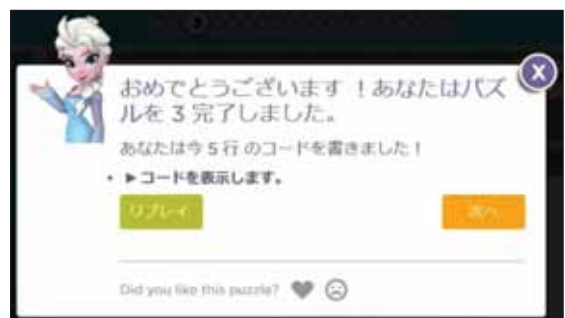 おめでとうございます ！あなたはパズ
ルを 3 完了しました。
あなたは今 5 行 のコードを書きました！
▶コードを表示します。
リプレイ
次へ
Did you like this puzzle?
X